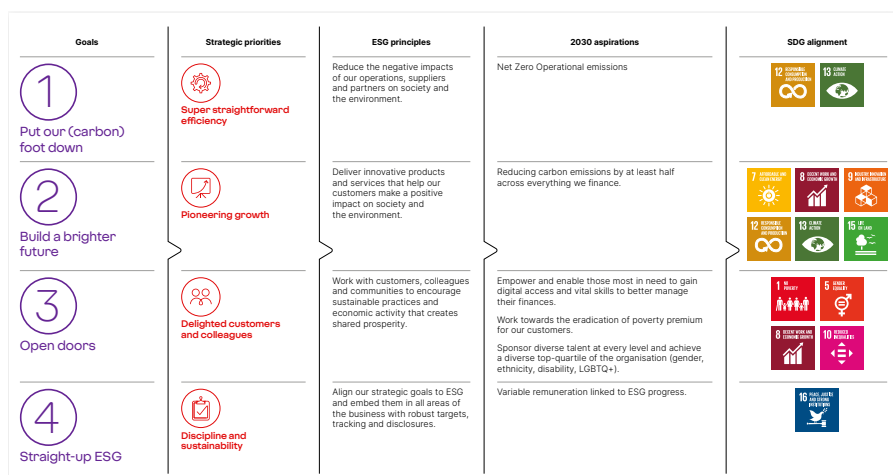 Goals
Strategic priorities
ESG principles
2030 aspirations
SDG alignment
1
Put our (carbon)
foot down
Super straightforward
efficiency
Reduce the negative impacts
of our operations, suppliers
and partners on society and
the environment.
Net Zero Operational emissions
12 RESPONSIBLE
CONSUMPTION
AND PRODUCTION
13 CLIMATE
ACTION
2
Build a brighter
future
Pioneering growth
Deliver innovative products
and services that help our
customers make a positive
impact on society and
the environment.
Reducing carbon emissions by at least half
across everything we finance.
7 AFFORDABLE AND
CLEAN ENERGY
8 DECENT WORK AND
ECONOMIC GROWTH
9 INDUSTRY, INNOVATION
AND INFRASTRUCTURE
12 RESPONSIBLE
CONSUMPTION
AND PRODUCTION
13 CLIMATE
ACTION
15 LIFE
ON LAND
3
Open doors
Delighted customers
and colleagues
Work with customers, colleagues
and communities to encourage
sustainable practices and
economic activity that creates
shared prosperity.
Empower and enable those most in need to gain
digital access and vital skills to better manage
their finances.
Work towards the eradication of poverty premium
for our customers.
Sponsor diverse talent at every level and achieve
a diverse top-quartile of the organisation (gender,
ethnicity, disability, LGBTQ+).
1 NO
POVERTY
5 GENDER
EQUALITY
8 DECENT WORK AND
ECONOMIC GROWTH
10 REDUCED
INEQUALITIES
4
Straight-up ESG
Discipline and
sustainability
Align our strategic goals to ESG
and embed them in all areas of
the business with robust targets,
tracking and disclosures.
Variable remuneration linked to ESG progress.
16 PEACE, JUSTICE
AND STRONG
INSTITUTIONS